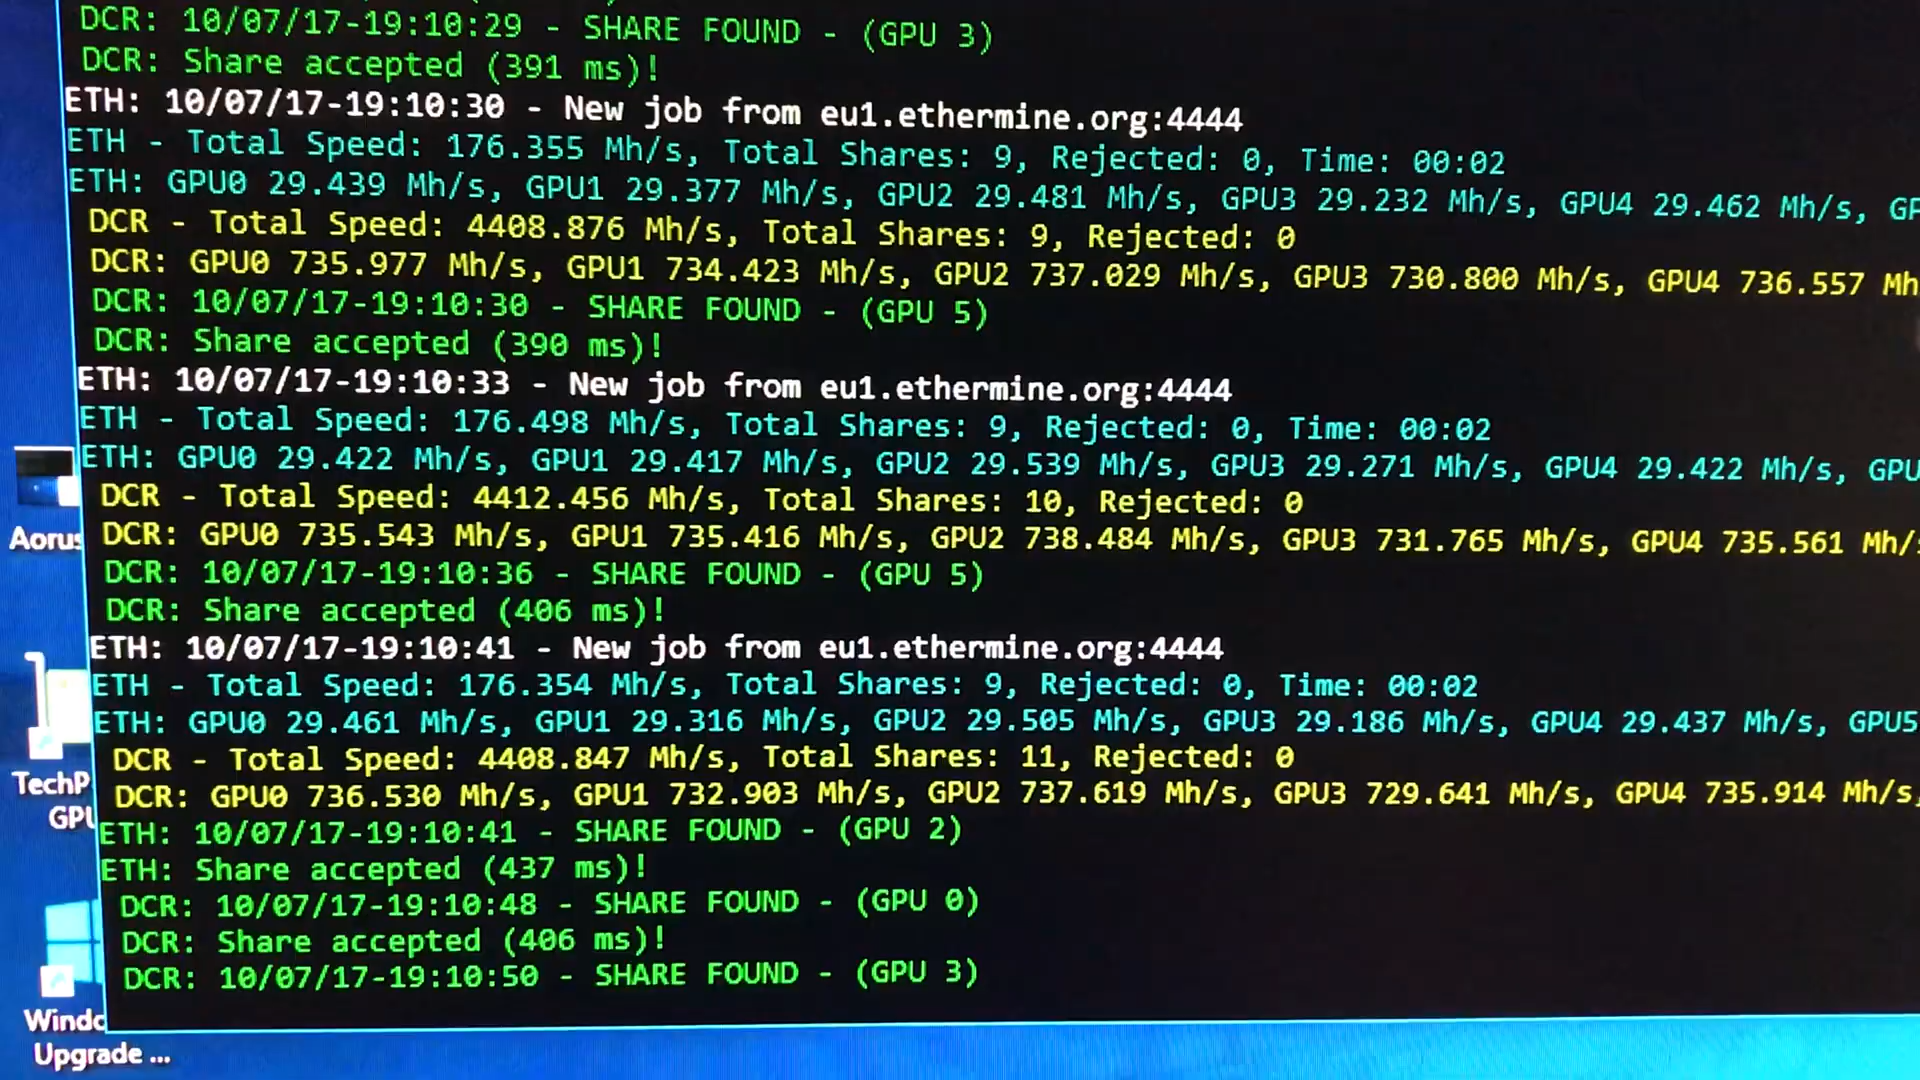 DCR: 10/07/17-19:10:29 - SHARE FOUND - (GPU 3)
DCR: Share accepted (391 ms)!
ETH: 10/07/17-19:10:30 - New job from eu1.ethermine.org:4444
ETH - Total Speed: 176.355 Mh/s, Total Shares: 9, Rejected: 0, Time: 00:02
ETH: GPU0 29.439 Mh/s, GPU1 29.377 Mh/s, GPU2 29.481 Mh/s, GPU3 29.232 Mh/s, GPU4 29.462 Mh/s, GP
DCR - Total Speed: 4408.876 Mh/s, Total Shares: 9, Rejected: 0
DCR: GPU0 735.977 Mh/s, GPU1 734.423 Mh/s, GPU2 737.029 Mh/s, GPU3 730.800 Mh/s, GPU4 736.557 Mh
DCR: 10/07/17-19:10:30 - SHARE FOUND - (GPU 5)
DCR: Share accepted (390 ms)!
ETH: 10/07/17-19:10:33 - New job from eu1.ethermine.org:4444
ETH - Total Speed: 176.498 Mh/s, Total Shares: 9, Rejected: 0, Time: 00:02
ETH: GPU0 29.422 Mh/s, GPU1 29.417 Mh/s, GPU2 29.539 Mh/s, GPU3 29.271 Mh/s, GPU4 29.422 Mh/s, GPU
DCR - Total Speed: 4412.456 Mh/s, Total Shares: 10, Rejected: 0
DCR: GPU0 735.543 Mh/s, GPU1 735.416 Mh/s, GPU2 738.484 Mh/s, GPU3 731.765 Mh/s, GPU4 735.561 Mh/s
DCR: 10/07/17-19:10:36 - SHARE FOUND - (GPU 5)
DCR: Share accepted (406 ms)!
ETH: 10/07/17-19:10:41 - New job from eu1.ethermine.org:4444
ETH - Total Speed: 176.354 Mh/s, Total Shares: 9, Rejected: 0, Time: 00:02
ETH: GPU0 29.461 Mh/s, GPU1 29.316 Mh/s, GPU2 29.505 Mh/s, GPU3 29.186 Mh/s, GPU4 29.437 Mh/s, GPU5
DCR - Total Speed: 4408.847 Mh/s, Total Shares: 11, Rejected: 0
DCR: GPU0 736.530 Mh/s, GPU1 732.903 Mh/s, GPU2 737.619 Mh/s, GPU3 729.641 Mh/s, GPU4 735.914 Mh/s,
ETH: 10/07/17-19:10:41 - SHARE FOUND - (GPU 2)
ETH: Share accepted (437 ms)!
DCR: 10/07/17-19:10:48 - SHARE FOUND - (GPU 0)
DCR: Share accepted (406 ms)!
DCR: 10/07/17-19:10:50 - SHARE FOUND - (GPU 3)
Aorus
TechP
GPU
Windo
Upgrade ...